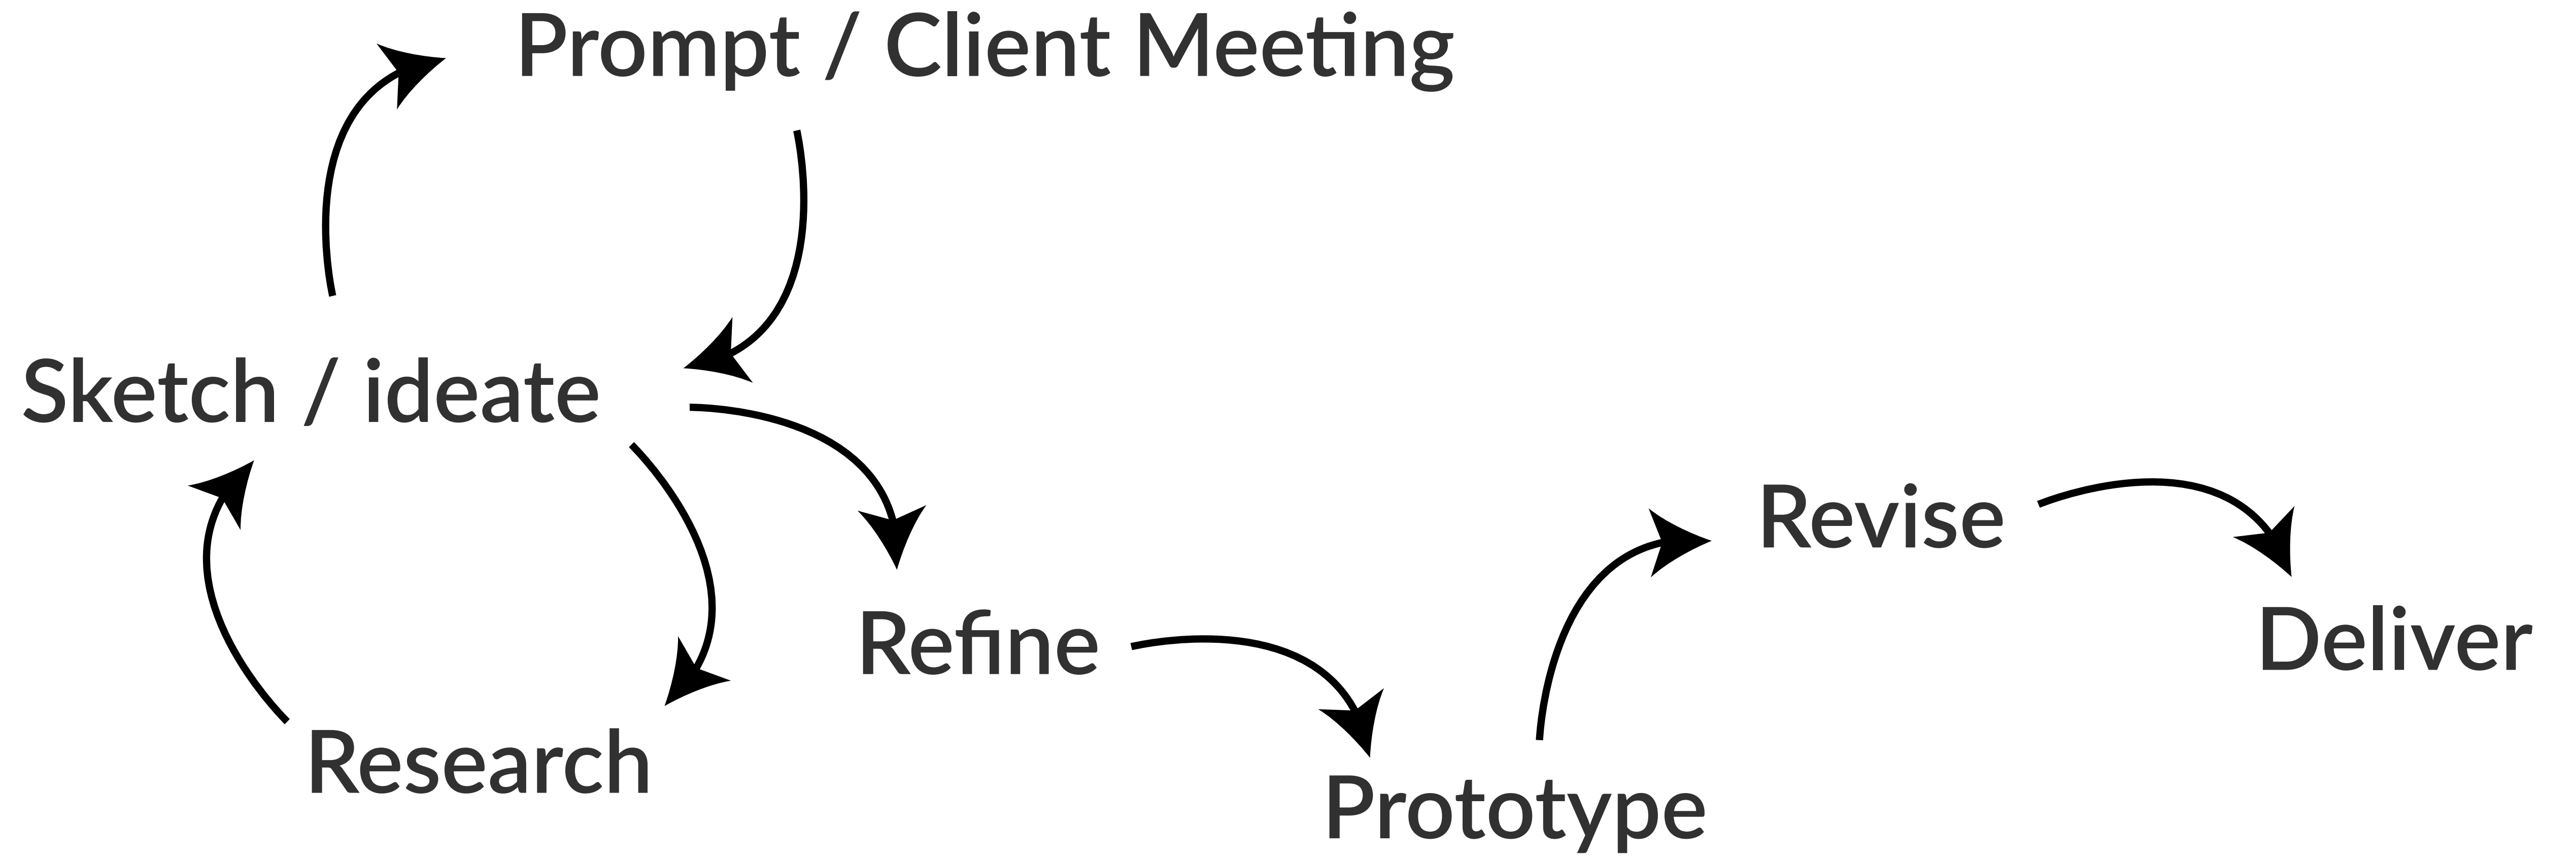 Prompt / Client Meeting
Sketch / ideate
Research
Refine
Prototype
Revise
Deliver